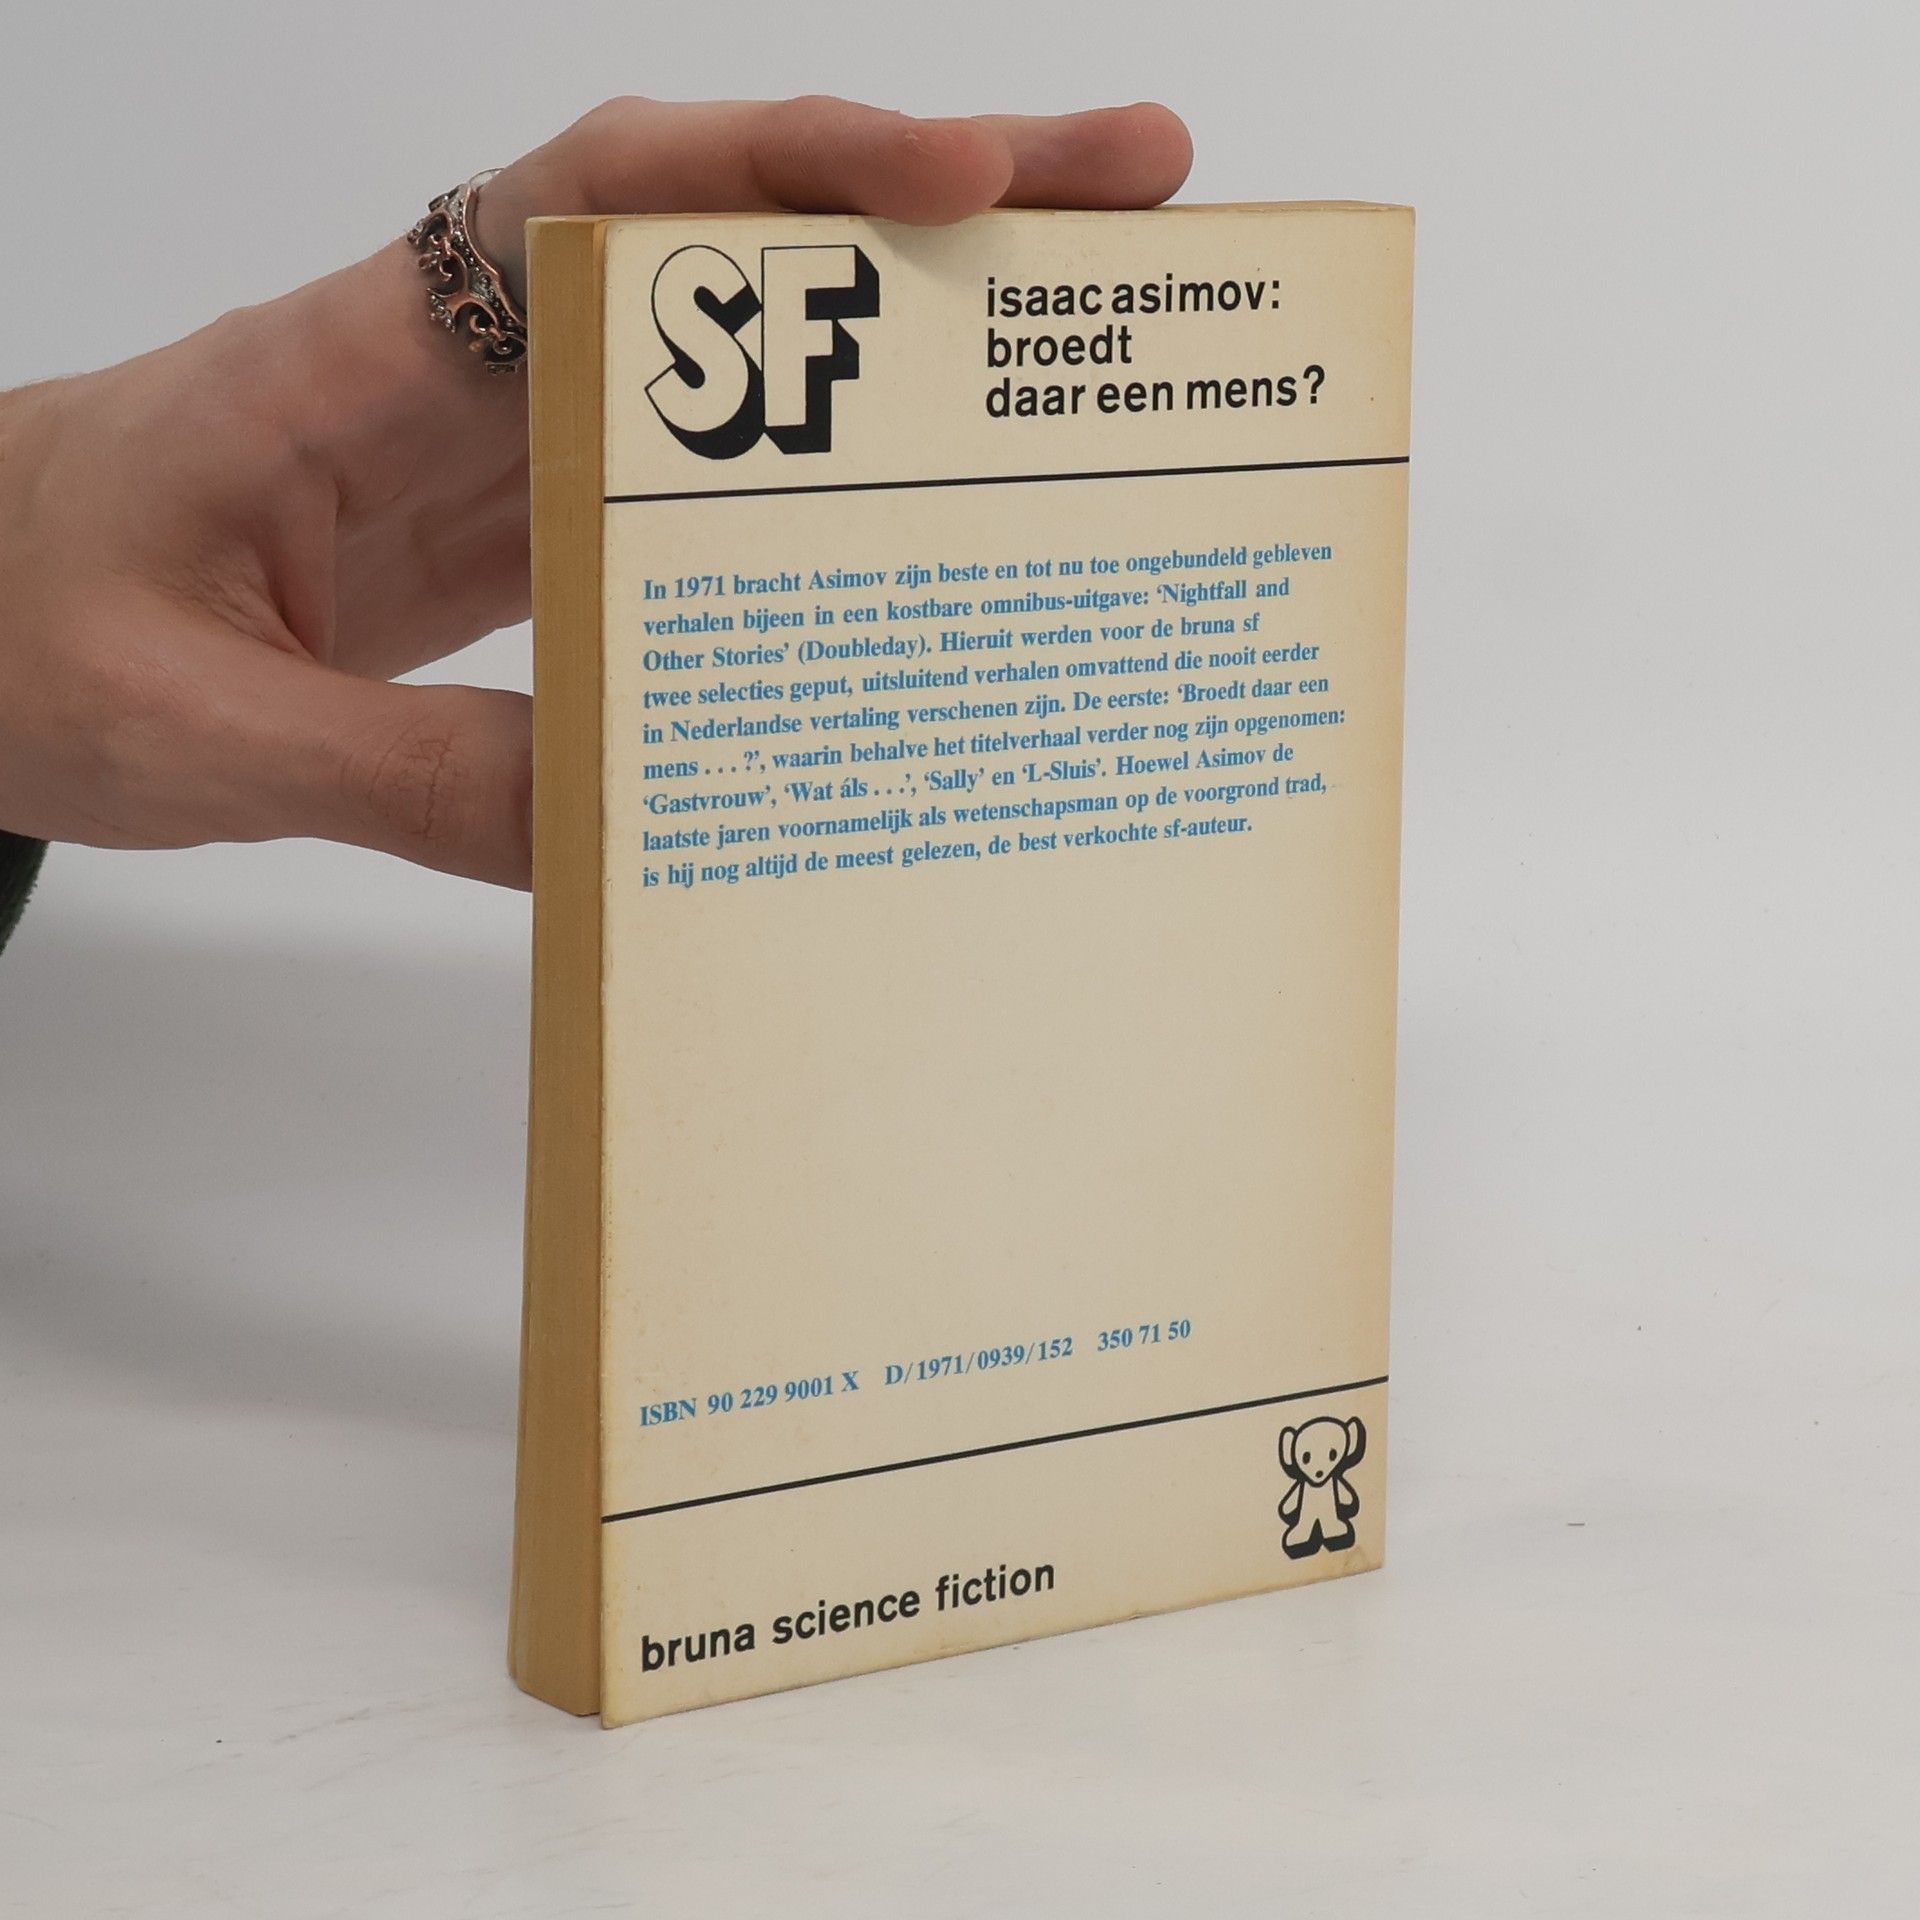 SF
isaac asimov:
broedt
daar een mens?
In 1971 bracht Asimov zijn beste en tot nu toe ongebundeld gebleven
verhalen bijeen in een kostbare omnibus-uitgave: ‘Nightfall and
Other Stories’ (Doubleday). Hieruit werden voor de bruna sf
twee selecties geput, uitsluitend verhalen omvattend die nooit eerder
in Nederlandse vertaling verschenen zijn. De eerste: ‘Broedt daar een
mens . . . ?’, waarin behalve het titelverhaal verder nog zijn opgenomen:
‘Gastvrouw’, ‘Wat áls . . .’, ‘Sally’ en ‘L-Sluis’. Hoewel Asimov de
laatste jaren voornamelijk als wetenschapsman op de voorgrond trad,
is hij nog altijd de meest gelezen, de best verkochte sf-auteur.
ISBN 90 229 9001 X D/1971/0939/152 350 71 50
bruna science fiction